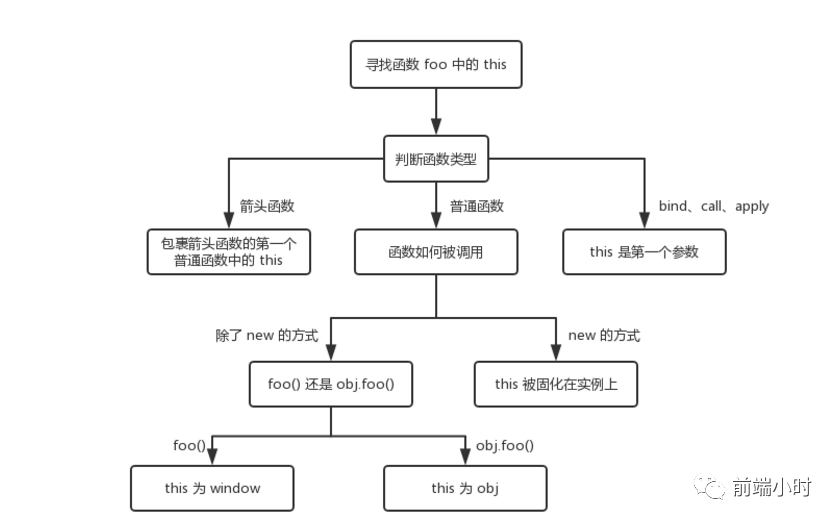 寻找函数 foo 中的 this
判断函数类型
箭头函数
普通函数
bind、call、apply
包裹箭头函数的第一个
普通函数中的 this
函数如何被调用
this 是第一个参数
除了 new 的方式
new 的方式
foo() 还是 obj.foo()
this 被固化在实例上
foo()
obj.foo()
this 为 window
this 为 obj
前端小时